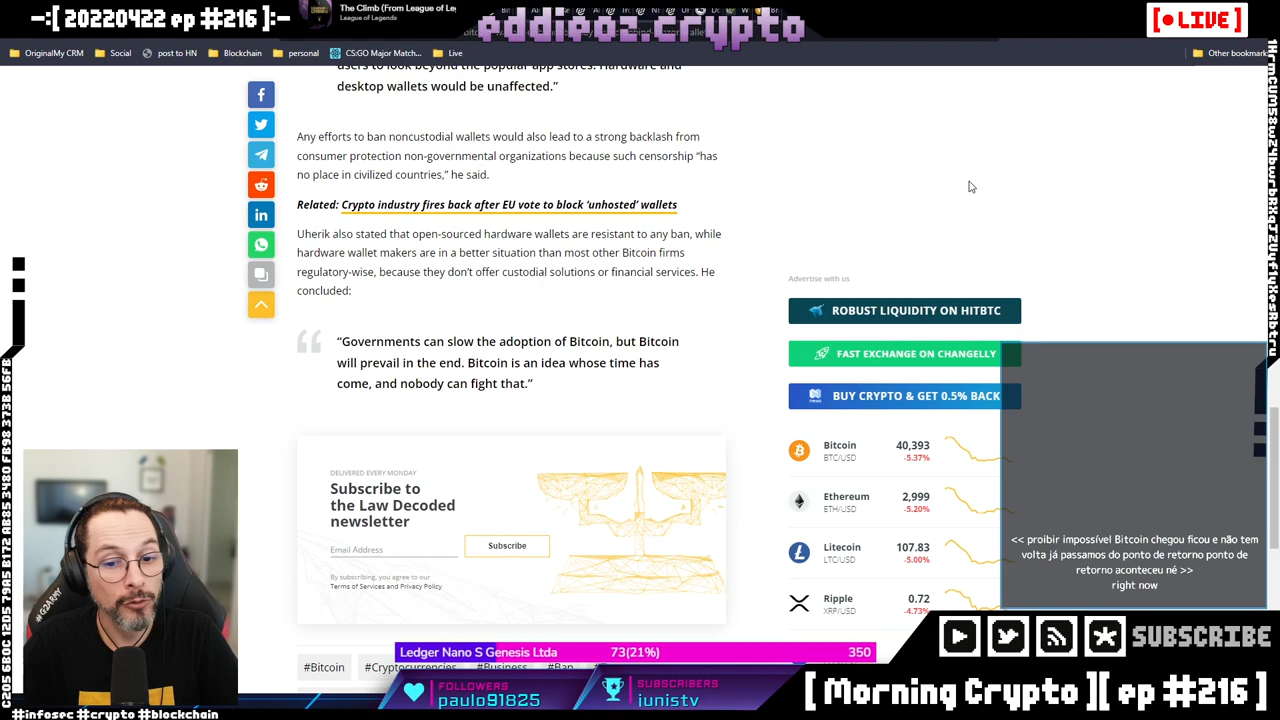 -:[ 20220422 ep #216 ]:-
The Climb (From League of Le
League of Legends
eddieoz.crypto
[● LIVE ]
OriginalMy CRM
Social
post to HN
Blockchain
personal
CS:GO Major Match...
Live
Other bookmark
users to look beyond the popular app stores. Hardware and
desktop wallets would be unaffected.”
Any efforts to ban noncustodial wallets would also lead to a strong backlash from
consumer protection non-governmental organizations because such censorship “has
no place in civilized countries,” he said.
Related: Crypto industry fires back after EU vote to block ‘unhosted’ wallets
Uherik also stated that open-sourced hardware wallets are resistant to any ban, while
hardware wallet makers are in a better situation than most other Bitcoin firms
regulatory-wise, because they don’t offer custodial solutions or financial services. He
concluded:
“Governments can slow the adoption of Bitcoin, but Bitcoin
will prevail in the end. Bitcoin is an idea whose time has
come, and nobody can fight that.”
DELIVERED EVERY MONDAY
Subscribe to
the Law Decoded
newsletter
Email Address
Subscribe
By subscribing, you agree to our
Terms of Services and Privacy Policy
#Bitcoin
#Cryptocurrencies
#Business
#Ban
Advertise with us
ROBUST LIQUIDITY ON HITBTC
FAST EXCHANGE ON CHANGELLY
BUY CRYPTO & GET 0.5% BACK
Bitcoin 40,393
BTC/USD -5.37%
Ethereum 2,999
ETH/USD -5.20%
Litecoin 107.83
LTC/USD -5.00%
Ripple 0.72
XRP/USD -4.73%
<< proibir impossível Bitcoin chegou ficou e não tem
volta já passamos do ponto de retorno ponto de
retorno aconteceu né >>
right now
Ledger Nano S Genesis Ltda 73(21%) 350
FOLLOWERS
paulo91825
SUBSCRIBERS
iunistv
SUBSCRIBE
[ Morning Crypto ][ ep #216 ]
#infosec #crypto #blockchain